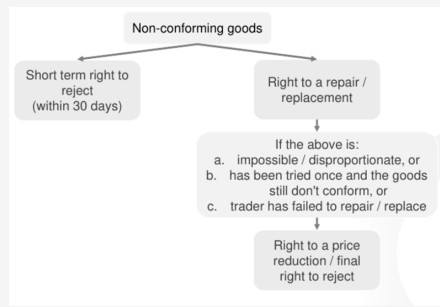 Non-conforming goods
Short term right to
reject
(within 30 days)
Right to a repair /
replacement
If the above is:
a. impossible / disproportionate, or
b. has been tried once and the goods
still don't conform, or
c. trader has failed to repair / replace
Right to a price
reduction / final
right to reject